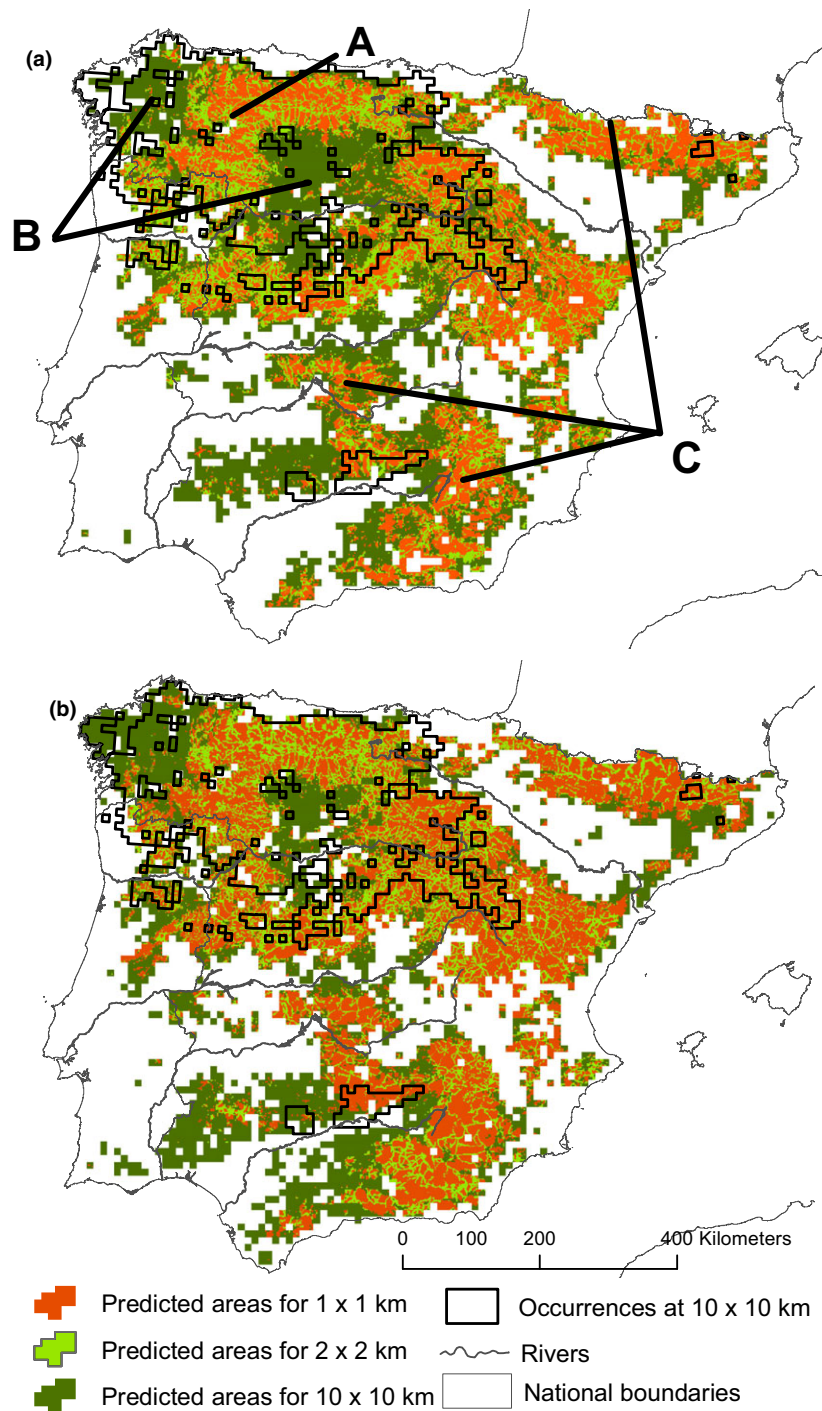 (a)
A
B
C
(b)
0 100 200 400 Kilometers
Predicted areas for 1 x 1 km
Occurrences at 10 x 10 km
Predicted areas for 2 x 2 km
Rivers
Predicted areas for 10 x 10 km
National boundaries